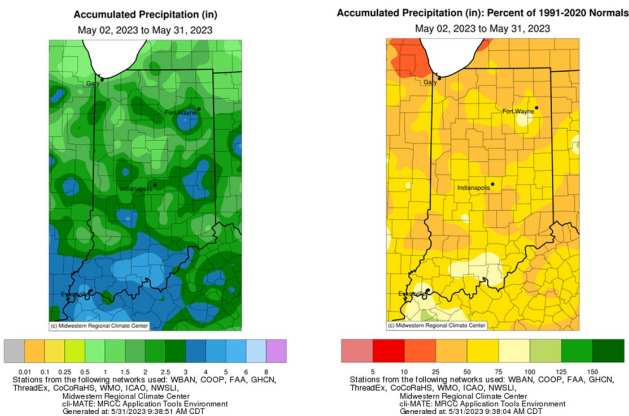 Accumulated Precipitation (in)
May 02, 2023 to May 31, 2023
Gary
Fort Wayne
Indianapolis
(c) Midwestern Regional Climate Center
0.01 0.1 0.25 0.5 1 1.5 2 2.5 3 4 5 6 8
Stations from the following networks used: WBAN, COOP, FAA, GHCN,
ThreadEx, CoCoRaHS, WMO, ICAO, NWSLI,
Midwestern Regional Climate Center
cli-MATE: MRCC Application Tools Environment
Generated at: 5/31/2023 9:38:51 AM CDT
Accumulated Precipitation (in): Percent of 1991-2020 Normals
May 02, 2023 to May 31, 2023
Gary
Fort Wayne
Indianapolis
(c) Midwestern Regional Climate Center
5 10 25 50 75 100 125 150
Stations from the following networks used: WBAN, COOP, FAA, GHCN,
ThreadEx, CoCoRaHS, WMO, ICAO, NWSLI,
Midwestern Regional Climate Center
cli-MATE: MRCC Application Tools Environment
Generated at: 5/31/2023 9:38:04 AM CDT